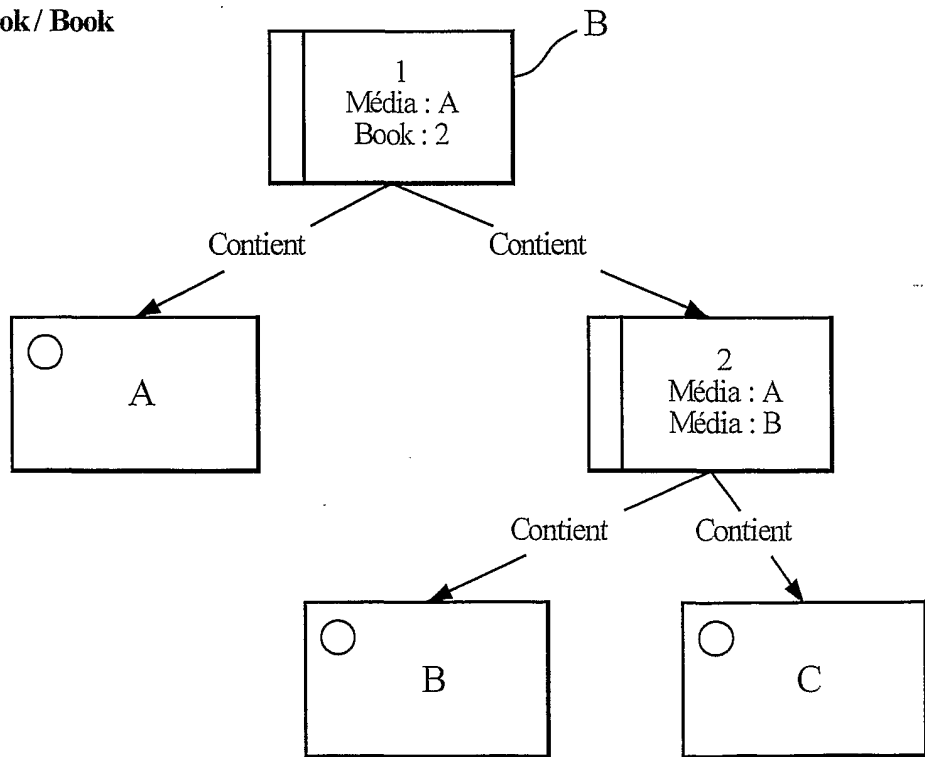 ok / Book
B
1
Média : A
Book : 2
Contient
Contient
A
2
Média : A
Média : B
Contient
Contient
B
C